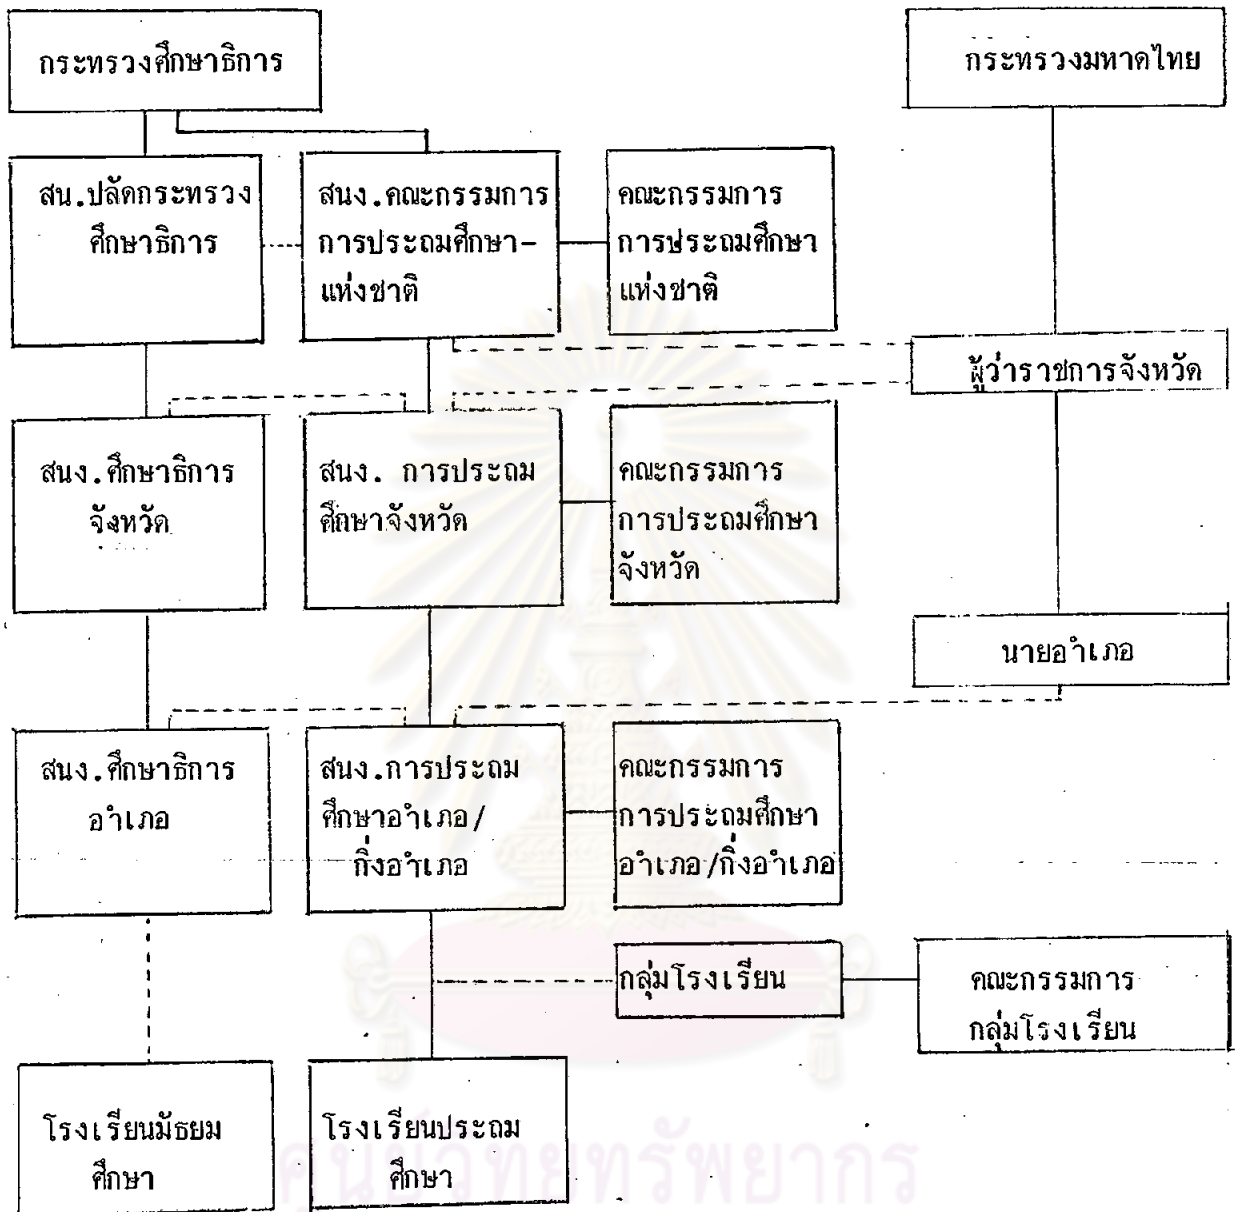 กระทรวงศึกษาธิการ
กระทรวงมหาดไทย
สน.ปลัดกระทรวง
ศึกษาธิการ
สนง.คณะกรรมการ
การประถมศึกษา-
แห่งชาติ
คณะกรรมการ
การประถมศึกษา
แห่งชาติ
ผู้ว่าราชการจังหวัด
สนง.ศึกษาธิการ
จังหวัด
สนง. การประถม
ศึกษาจังหวัด
คณะกรรมการ
การประถมศึกษา
จังหวัด
นายอำเภอ
สนง.ศึกษาธิการ
อำเภอ
สนง.การประถม
ศึกษาอำเภอ/
กิ่งอำเภอ
คณะกรรมการ
การประถมศึกษา
อำเภอ/กิ่งอำเภอ
กลุ่มโรงเรียน
คณะกรรมการ
กลุ่มโรงเรียน
โรงเรียนมัธยม
ศึกษา
โรงเรียนประถม
ศึกษา
ศูนย์วิทยทรัพยากร